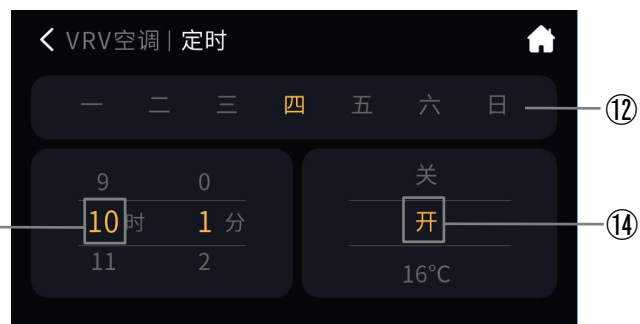 VRV空调 | 定时
一 二 三 四 五 六 日
⑫
9 0
10 时 1 分
11 2
关
开
⑭
16°C